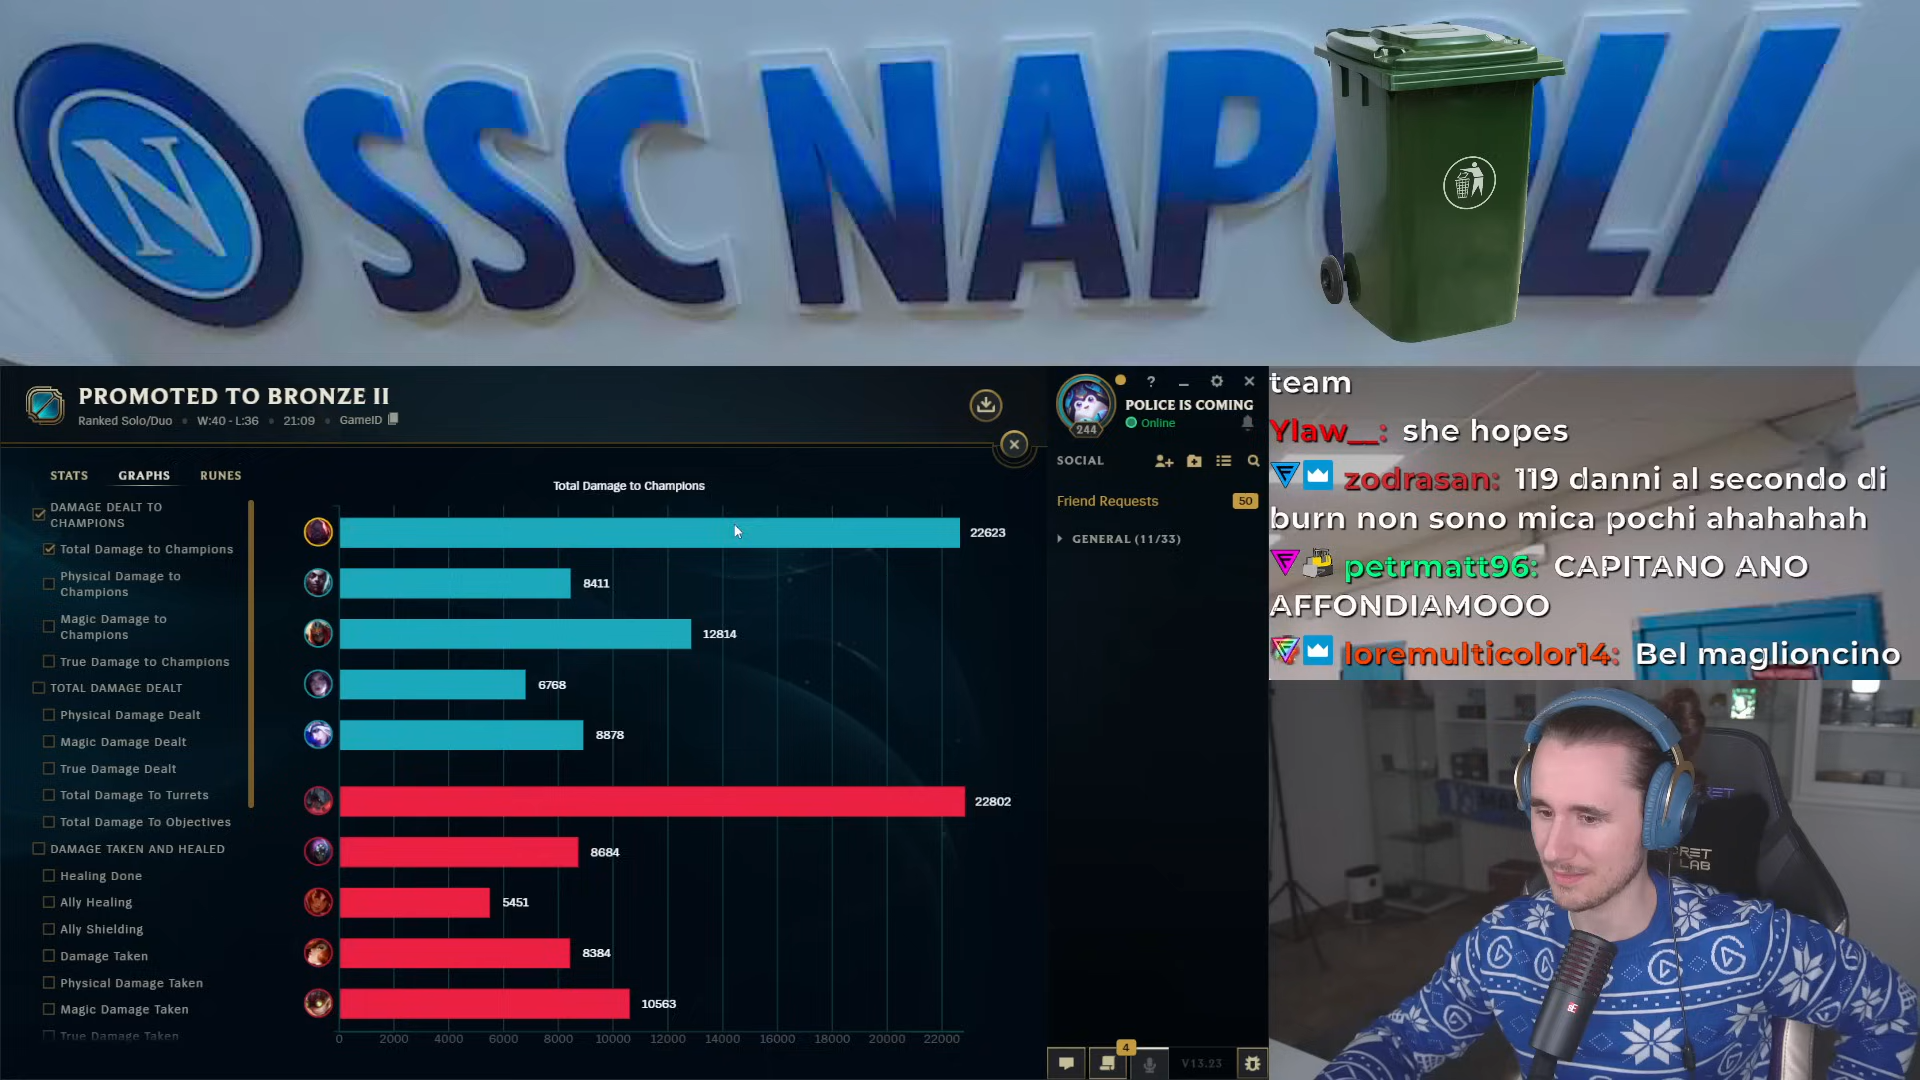 SSC NAPOLI
N
PROMOTED TO BRONZE II
Ranked Solo/Duo • W:40 - L:36 • 21:09 • GameID
STATS GRAPHS RUNES
DAMAGE DEALT TO
CHAMPIONS
Total Damage to Champions
Physical Damage to
Champions
Magic Damage to
Champions
True Damage to Champions
TOTAL DAMAGE DEALT
Physical Damage Dealt
Magic Damage Dealt
True Damage Dealt
Total Damage To Turrets
Total Damage To Objectives
DAMAGE TAKEN AND HEALED
Healing Done
Ally Healing
Ally Shielding
Damage Taken
Physical Damage Taken
Magic Damage Taken
True Damage Taken
Total Damage to Champions
22623
8411
12814
6768
8878
22802
8684
5451
8384
10563
0 2000 4000 6000 8000 10000 12000 14000 16000 18000 20000 22000
244
POLICE IS COMING
Online
SOCIAL
Friend Requests 50
GENERAL (11/33)
4
V13.23
team
Ylaw__: she hopes
zodrasan: 119 danni al secondo di
burn non sono mica pochi ahahahah
petrmatt96: CAPITANO ANO
AFFONDIAMOOO
loremulticolor14: Bel maglioncino